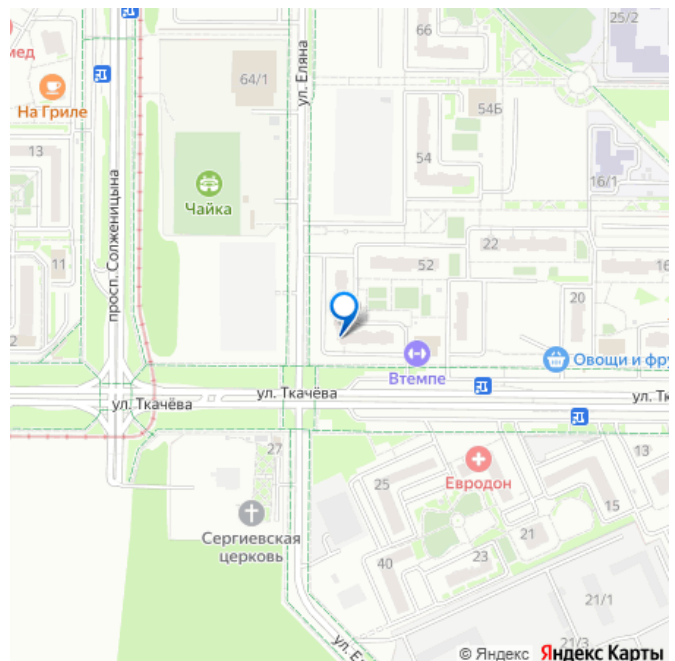 66
25/2
мед
На Гриле
64/1
ул. Еляна
54Б
13
просп. Солженицына
Чайка
54
16/1
11
52
22
16
20
2
Втемпе
Овощи и фру
ул. Ткачёва
ул. Ткачёва
ул. Тк
27
Сергиевская
церковь
25
Евродон
13
15
21
23
40
21/1
21/3
ул. Е
© Яндекс Яндекс Карты